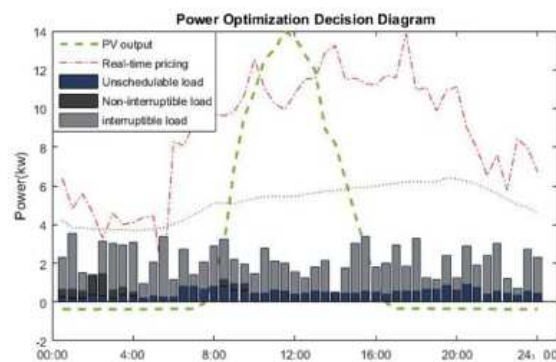 Power Optimization Decision Diagram
14
12
10
8
6
4
2
0
-2
Power(kw)
PV output
Real-time pricing
Unschedulable load
Non-interruptible load
interruptible load
00:00 4:00 8:00 12:00 16:00 20:00